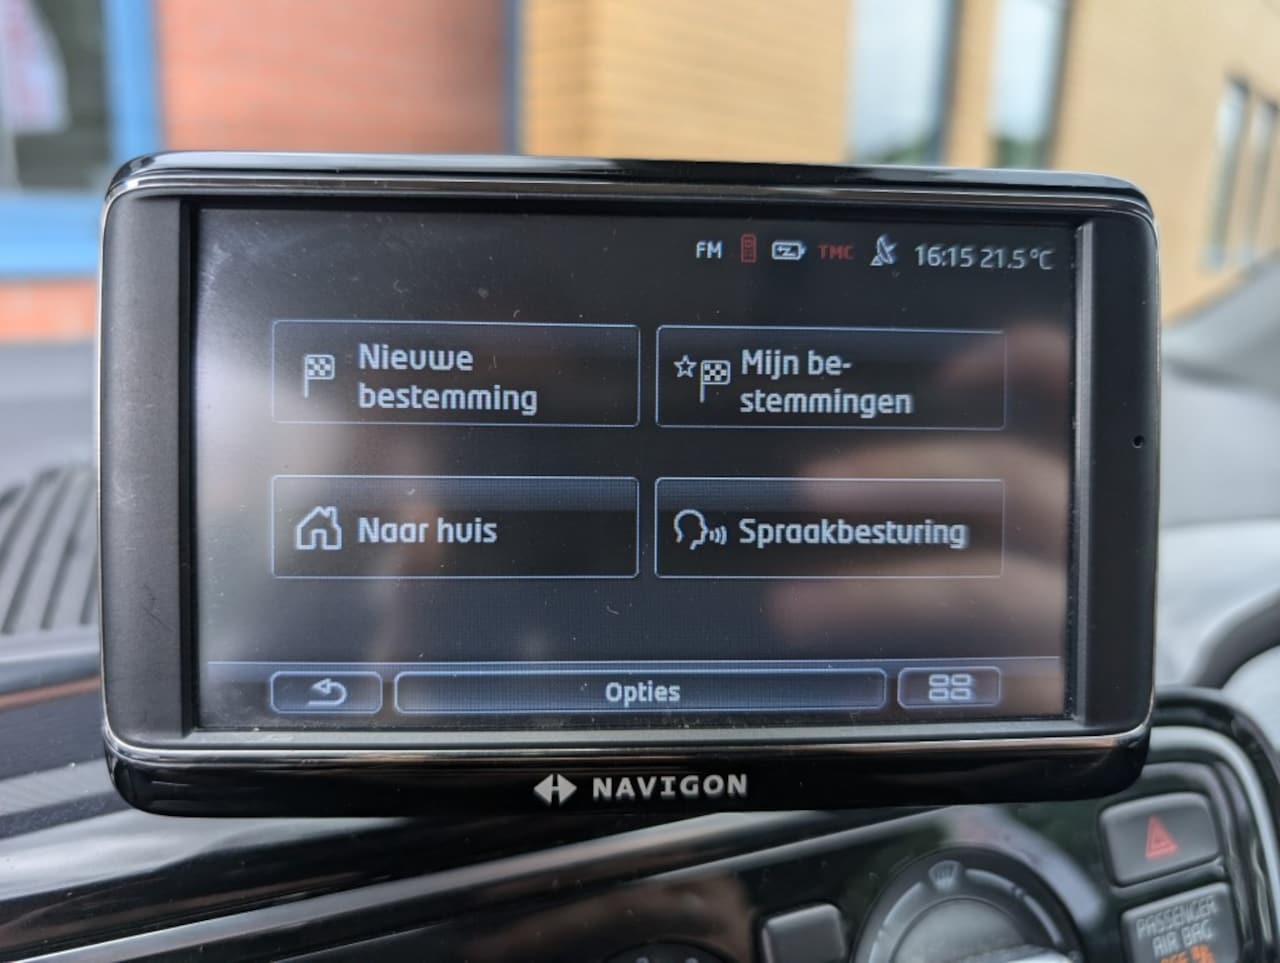 FM TMC 16:15 21.5°C
Nieuwe
bestemming
Mijn be-
stemmingen
Naar huis
Spraakbesturing
Opties
NAVIGON
PASSENGER
AIR BAG